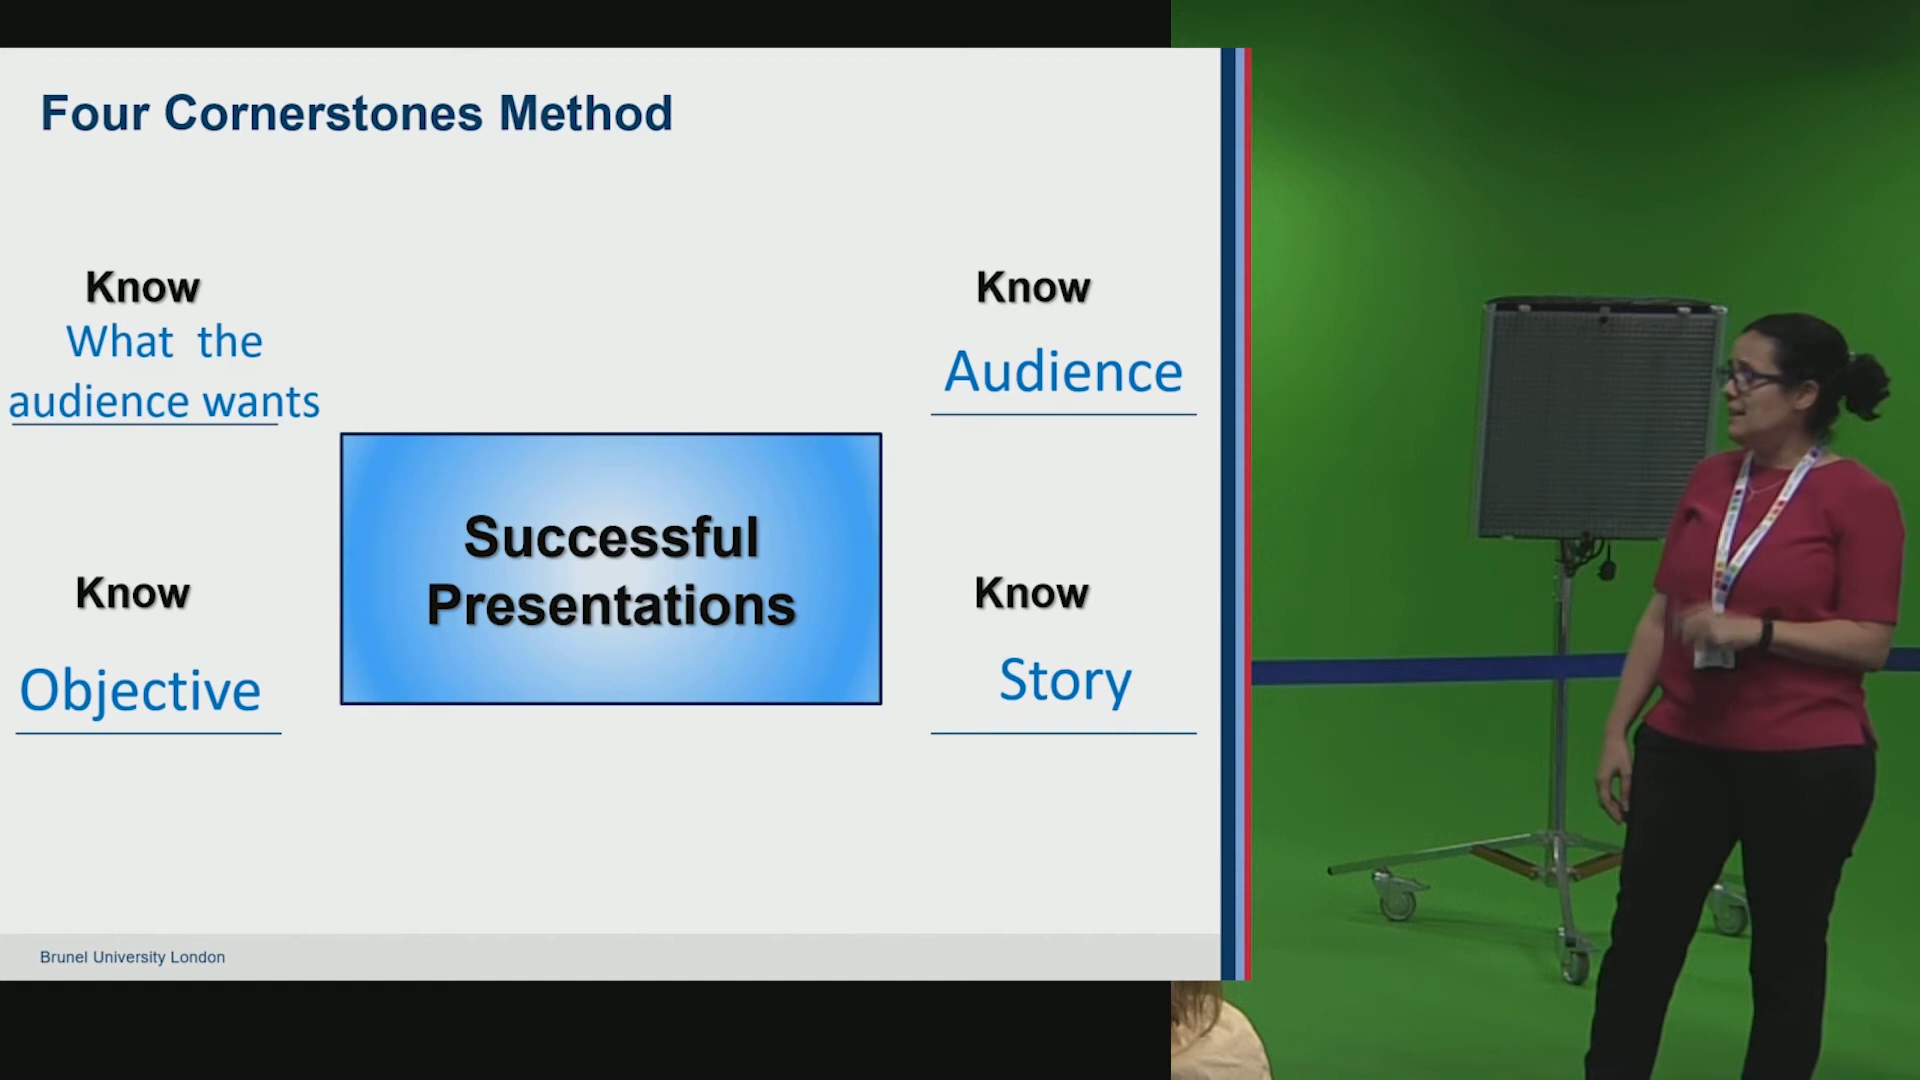 Four Cornerstones Method
Know
What the
audience wants
Know
Audience
Successful
Presentations
Know
Objective
Know
Story
Brunel University London